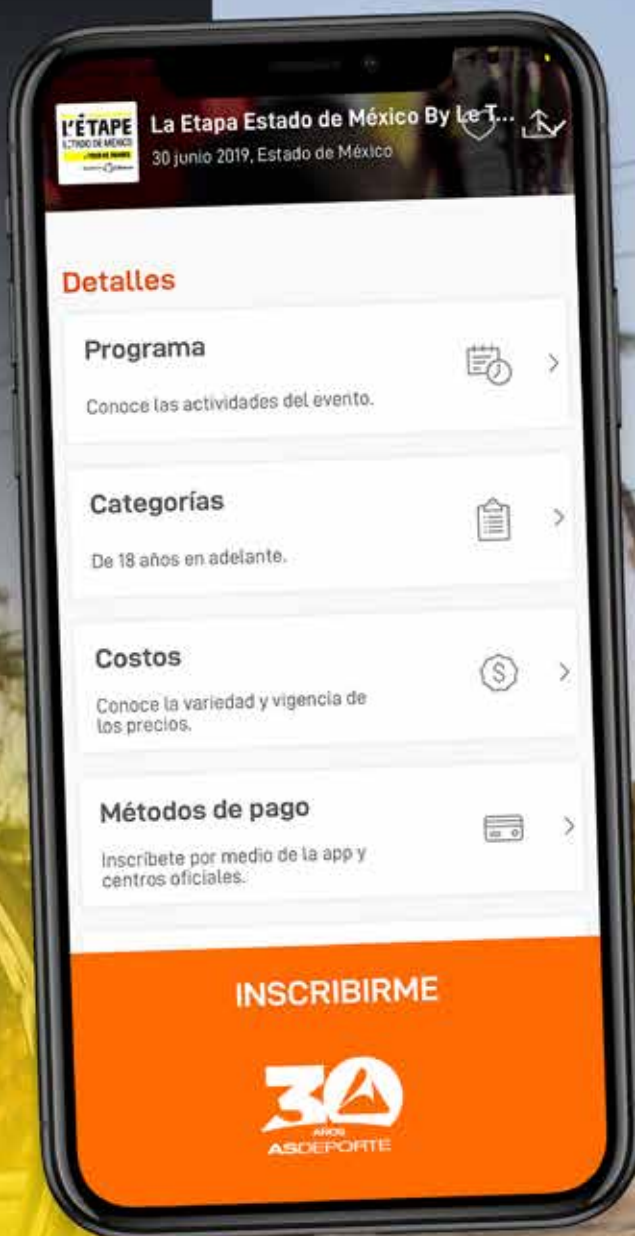 L'ÉTAPE
La Etapa Estado de México By Le T...
30 junio 2019, Estado de México
Detalles
Programa
Conoce las actividades del evento.
Categorías
De 18 años en adelante.
Costos
Conoce la variedad y vigencia de
los precios.
Métodos de pago
Inscríbete por medio de la app y
centros oficiales.
INSCRIBIRME
30
AÑOS
ASDEPORTE